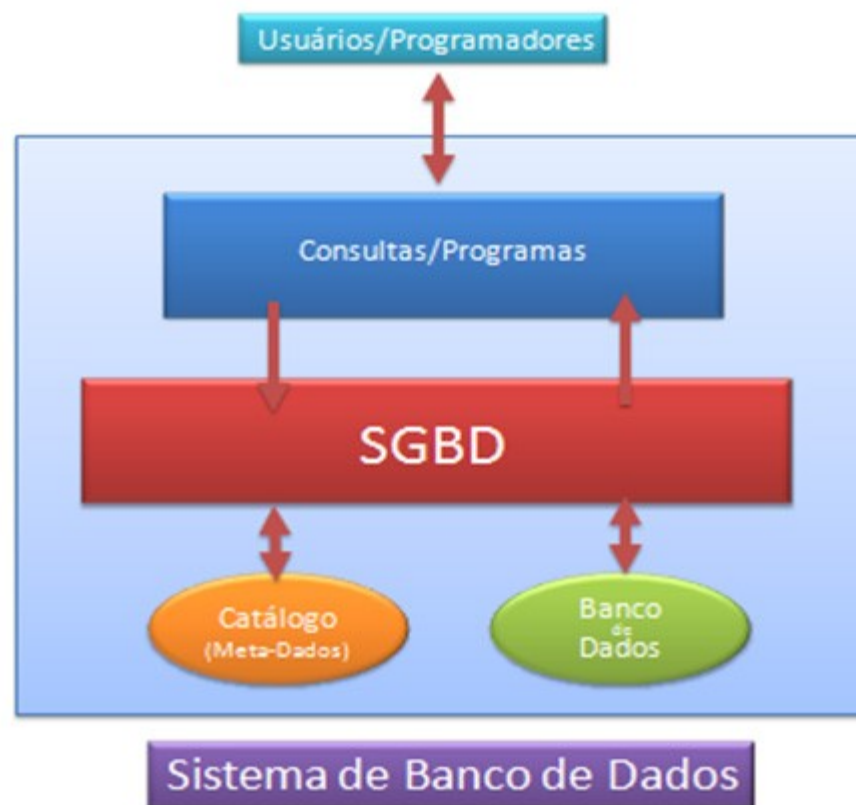 Usuários/Programadores
Consultas/Programas
SGBD
Catálogo
(Meta-Dados)
Banco
de
Dados
Sistema de Banco de Dados